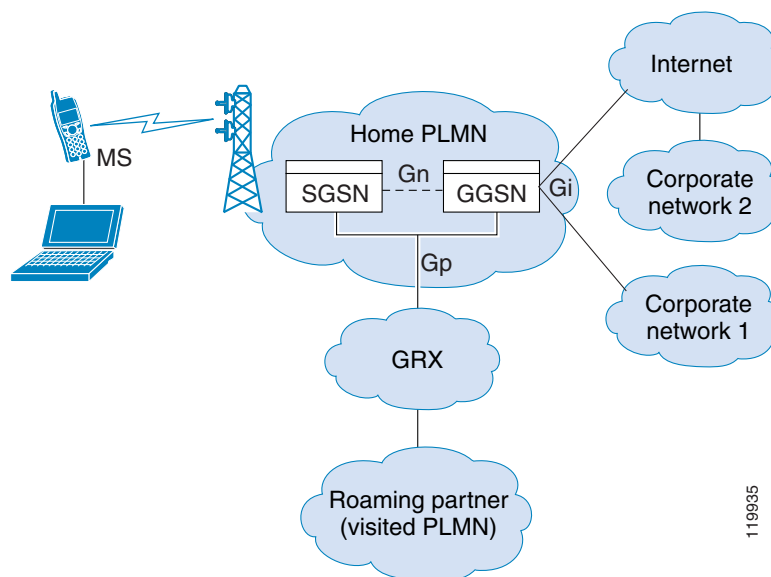 Internet
Home PLMN
MS
SGSN
Gn
GGSN
Gi
Corporate
network 2
Gp
Corporate
network 1
GRX
Roaming partner
(visited PLMN)
119935